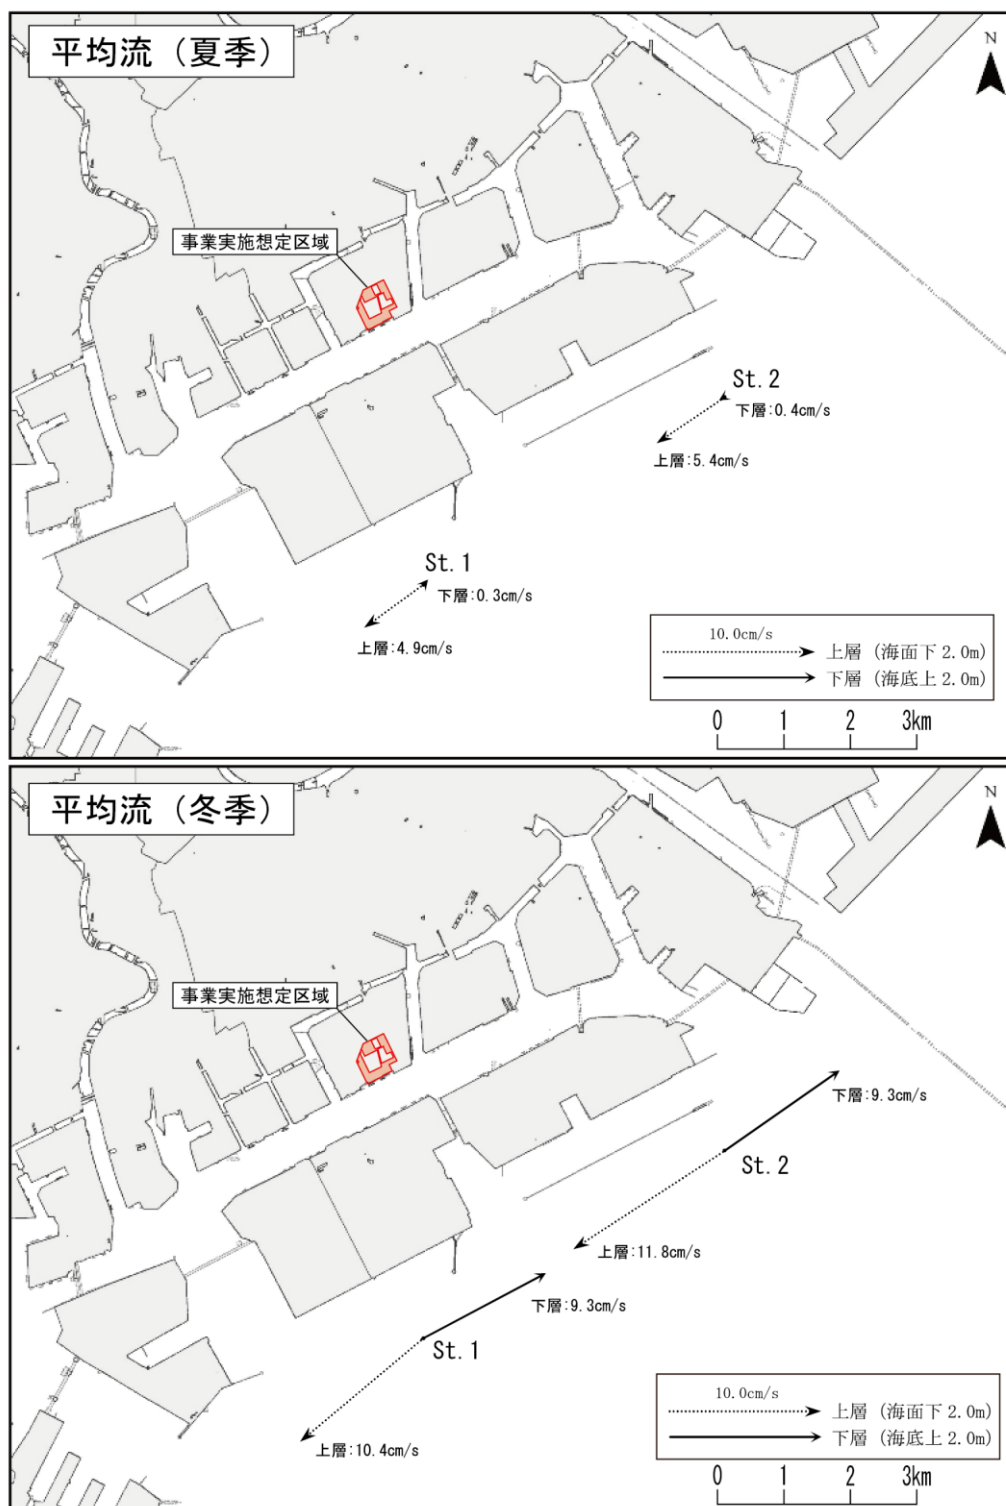 平均流（夏季）
N
事業実施想定区域
St. 2
下層:0.4cm/s
上層:5.4cm/s
St. 1
下層:0.3cm/s
上層:4.9cm/s
10.0cm/s
上層（海面下 2.0m）
下層（海底上 2.0m）
0 1 2 3km
平均流（冬季）
N
事業実施想定区域
下層:9.3cm/s
St. 2
上層:11.8cm/s
下層:9.3cm/s
St. 1
上層:10.4cm/s
10.0cm/s
上層（海面下 2.0m）
下層（海底上 2.0m）
0 1 2 3km